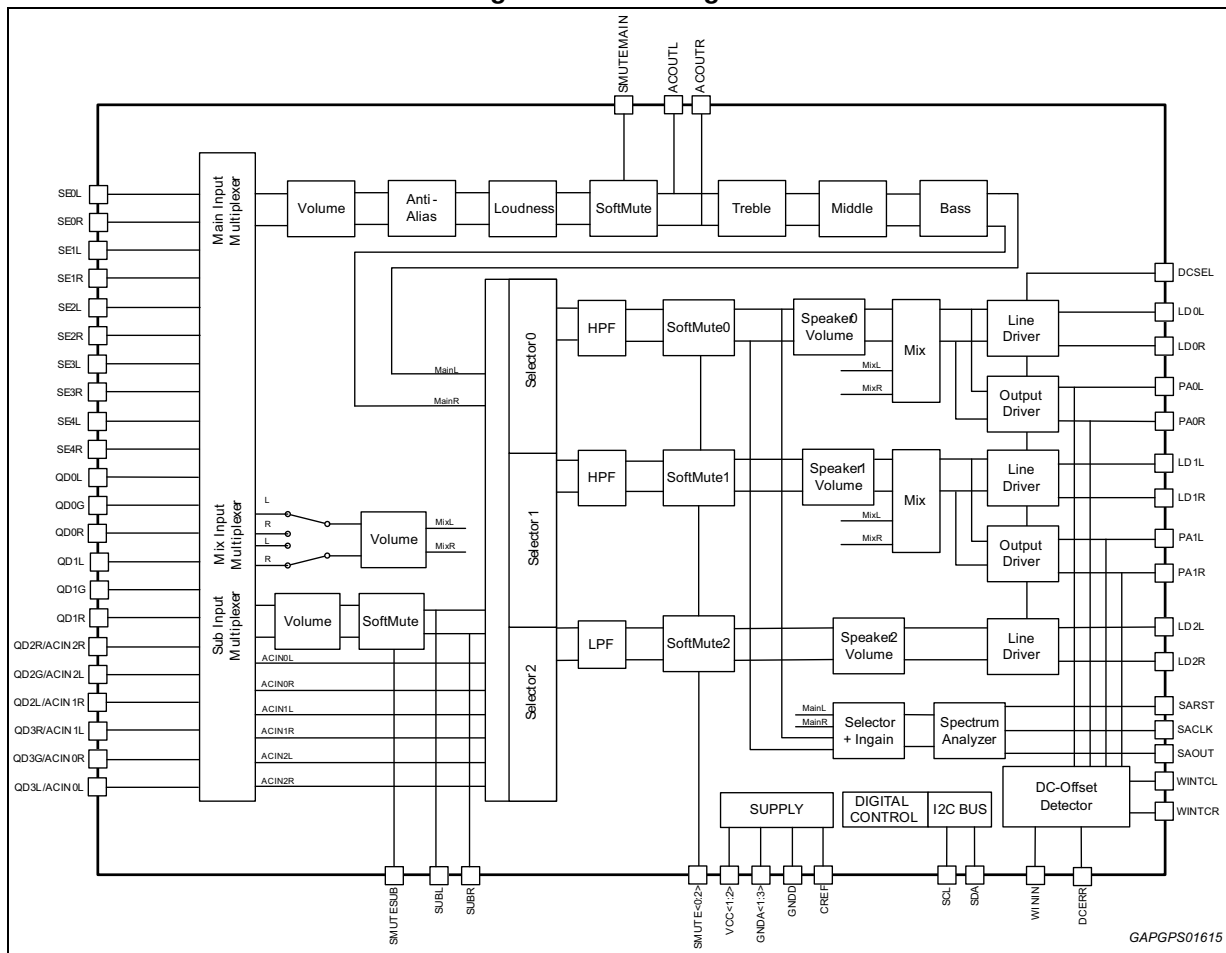 SMUTEMAIN
ACOUTL
ACOUTR
SE0L
SE0R
SE1L
SE1R
SE2L
SE2R
SE3L
SE3R
SE4L
SE4R
QD0L
QD0G
QD0R
QD1L
QD1G
QD1R
QD2R/ACIN2R
QD2G/ACIN2L
QD2L/ACIN1R
QD3R/ACIN1L
QD3G/ACIN0R
QD3L/ACIN0L
Main Input
Multiplexer
Mix Input
Multiplexer
Sub Input
Multiplexer
Volume
Anti-
Alias
Loudness
SoftMute
Treble
Middle
Bass
MainL
MainR
L
R
L
R
Volume
MixL
MixR
Volume
SoftMute
ACIN0L
ACIN0R
ACIN1L
ACIN1R
ACIN2L
ACIN2R
Selector0
Selector1
Selector2
HPF
SoftMute0
Speaker0
Volume
MixL
MixR
Mix
Line
Driver
Output
Driver
HPF
SoftMute1
Speaker1
Volume
MixL
MixR
Mix
Line
Driver
Output
Driver
LPF
SoftMute2
Speaker2
Volume
Line
Driver
MainL
MainR
Selector
+ Ingain
Spectrum
Analyzer
SUPPLY
DIGITAL
CONTROL
I2C BUS
DC-Offset
Detector
DCSEL
LD0L
LD0R
PA0L
PA0R
LD1L
LD1R
PA1L
PA1R
LD2L
LD2R
SARST
SACLK
SAOUT
WINTCL
WINTCR
SMUTESUB
SUBL
SUBR
SMUTE<0:2>
VCC<1:2>
GNDA<1:3>
GNDD
CREF
SCL
SDA
WININ
DCERR
GAPGPS01615